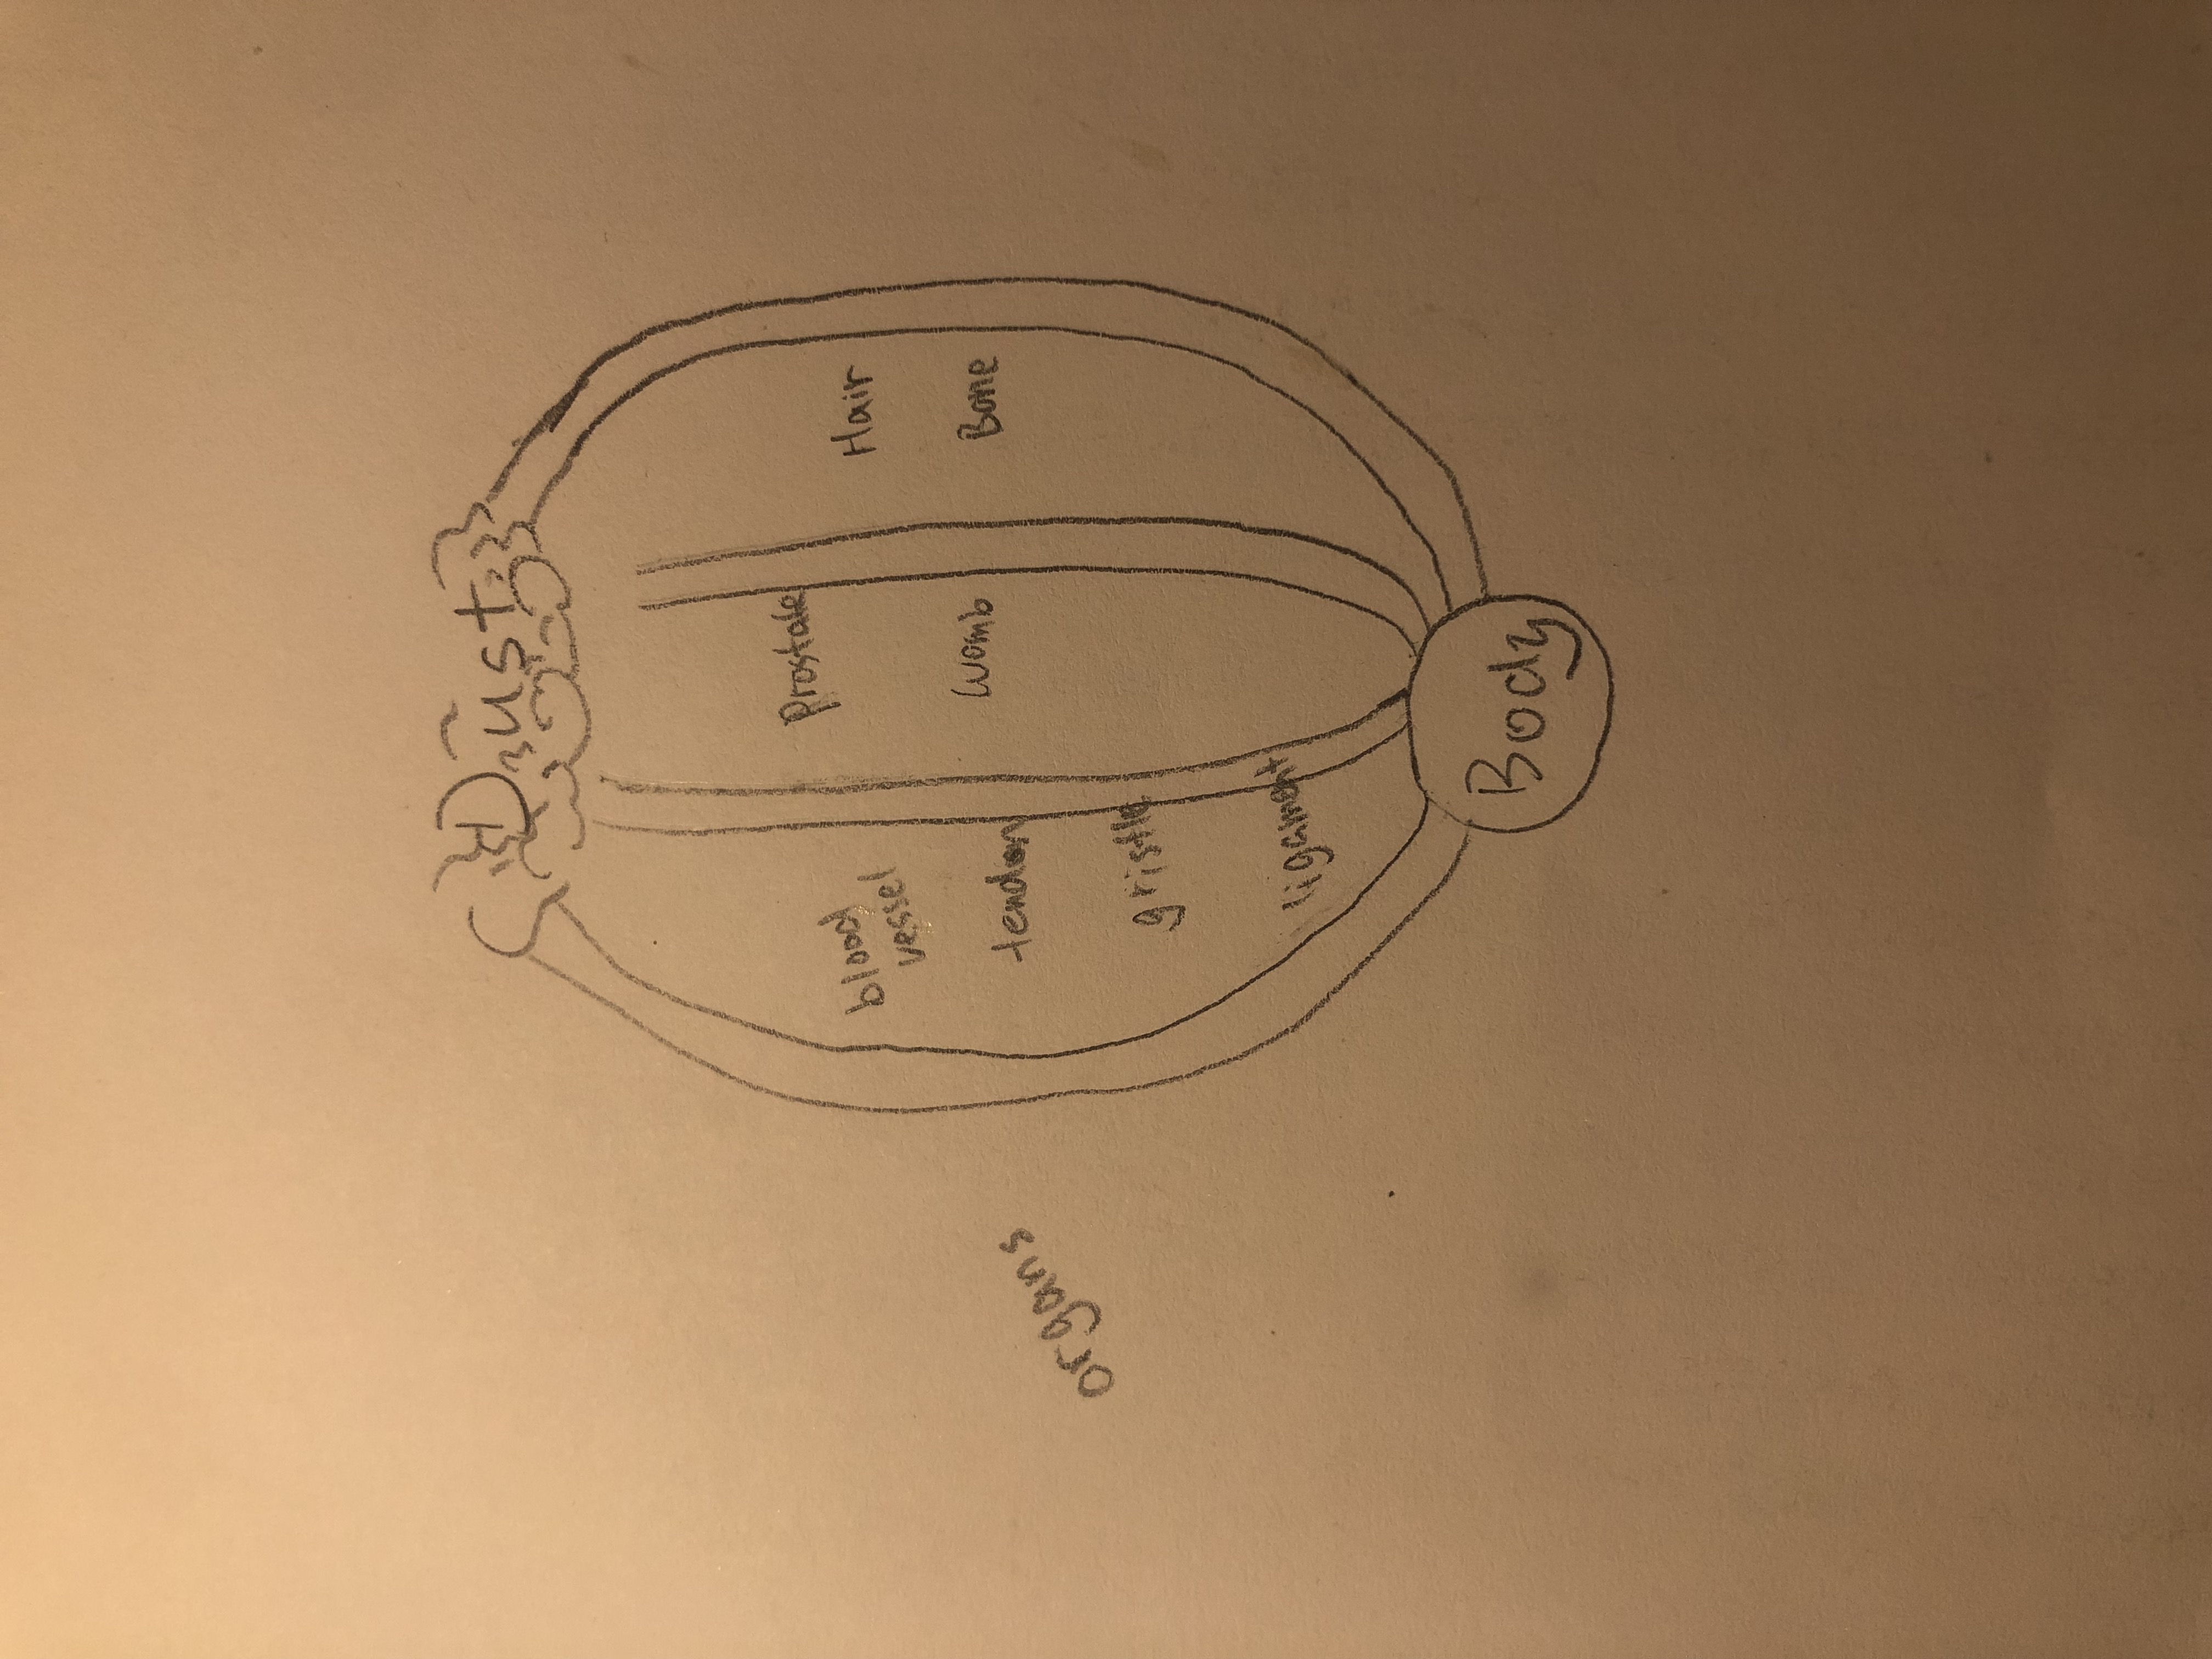 Dust
organs
blood
vessel
tendon
gristle
ligament
Prostate
Womb
Hair
Bone
Body